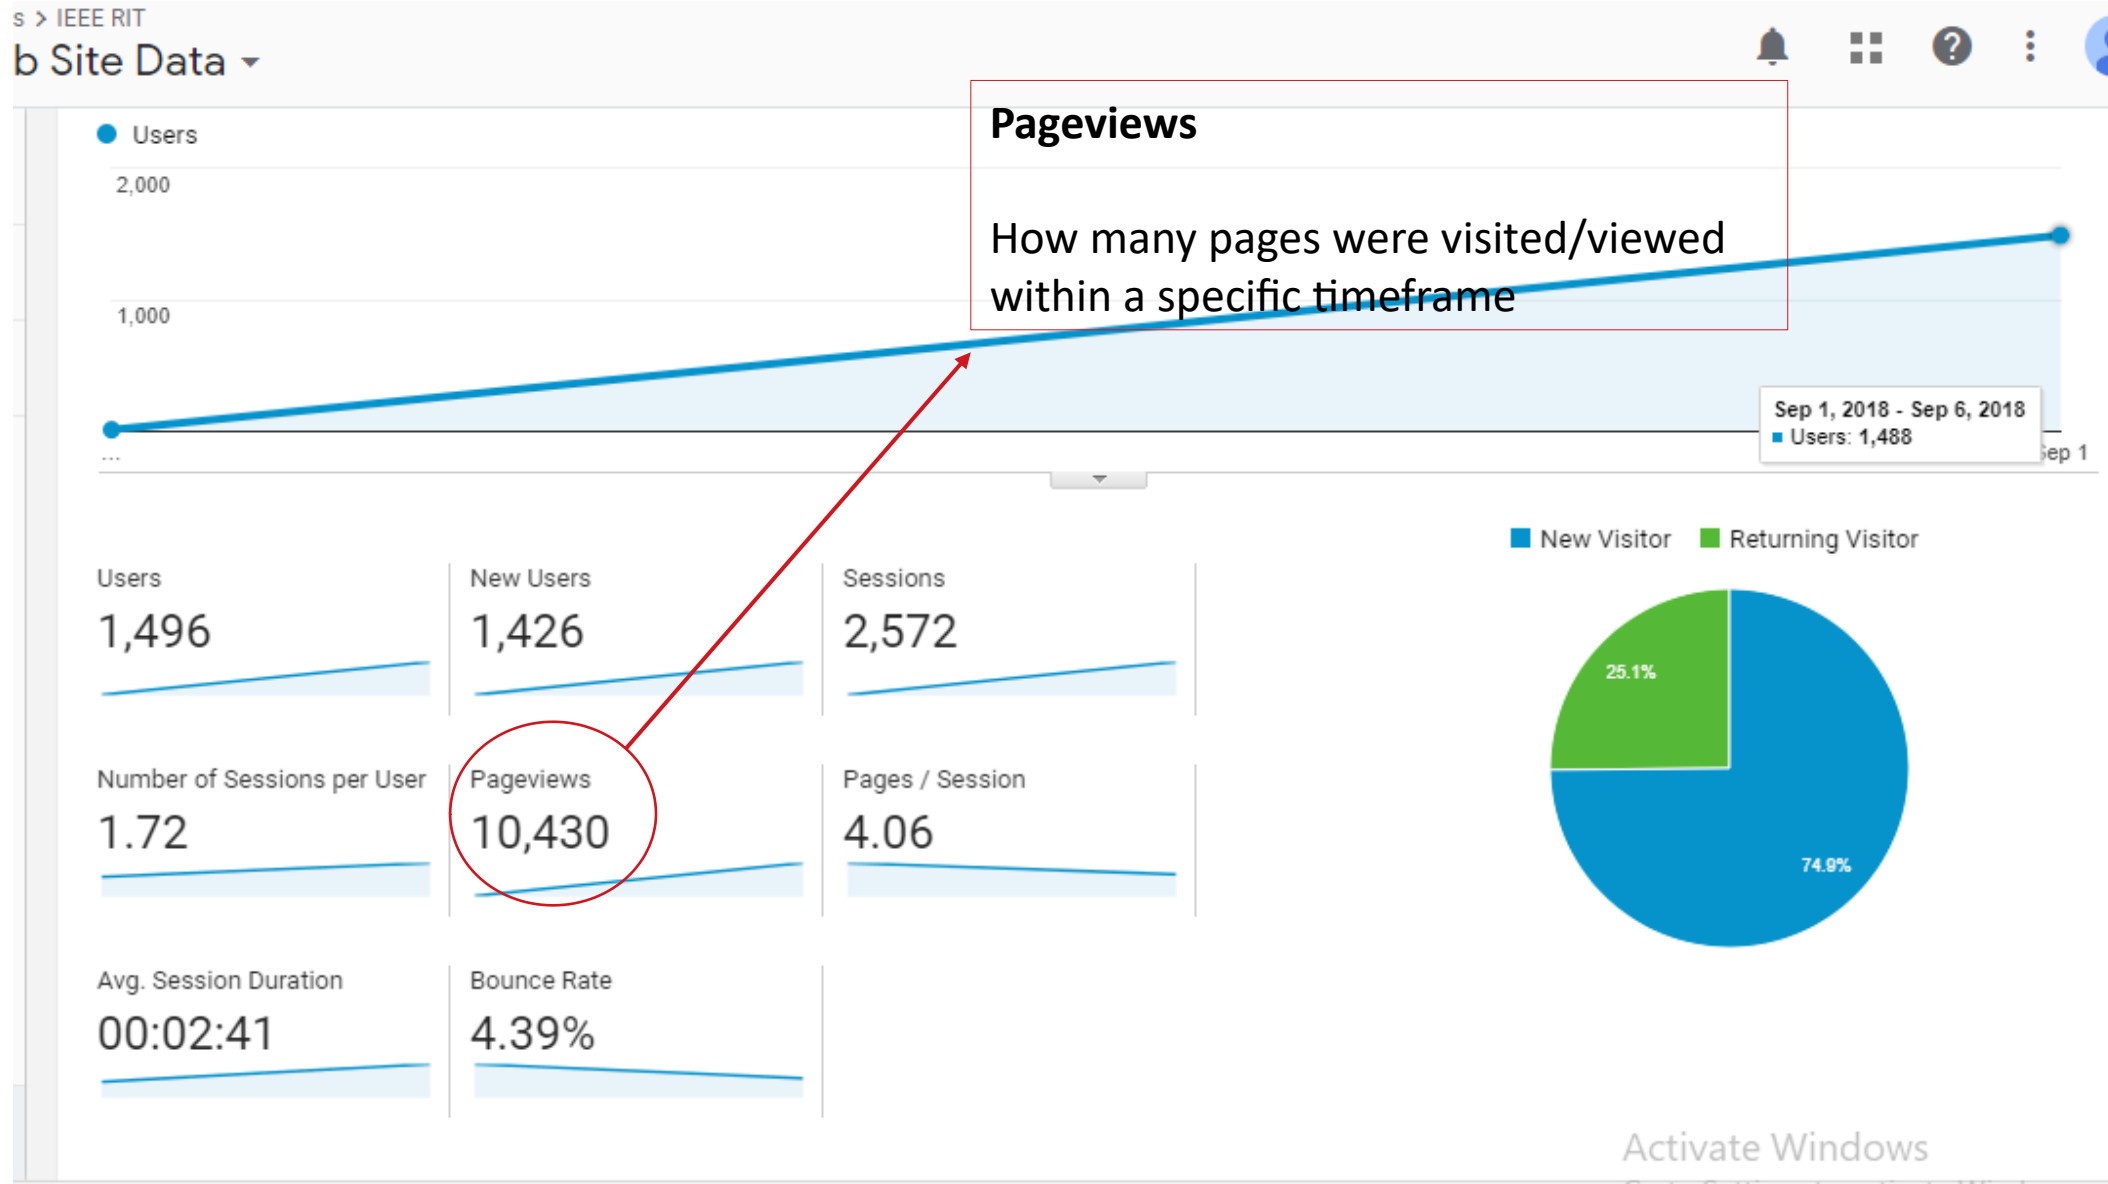 s > IEEE RIT
b Site Data
Pageviews
How many pages were visited/viewed
within a specific timeframe
Users
2,000
1,000
Sep 1, 2018 - Sep 6, 2018
Users: 1,488
...
ep 1
New Visitor Returning Visitor
Users
1,496
New Users
1,426
Sessions
2,572
25.1%
74.9%
Number of Sessions per User
1.72
Pageviews
10,430
Pages / Session
4.06
Avg. Session Duration
00:02:41
Bounce Rate
4.39%
Activate Windows